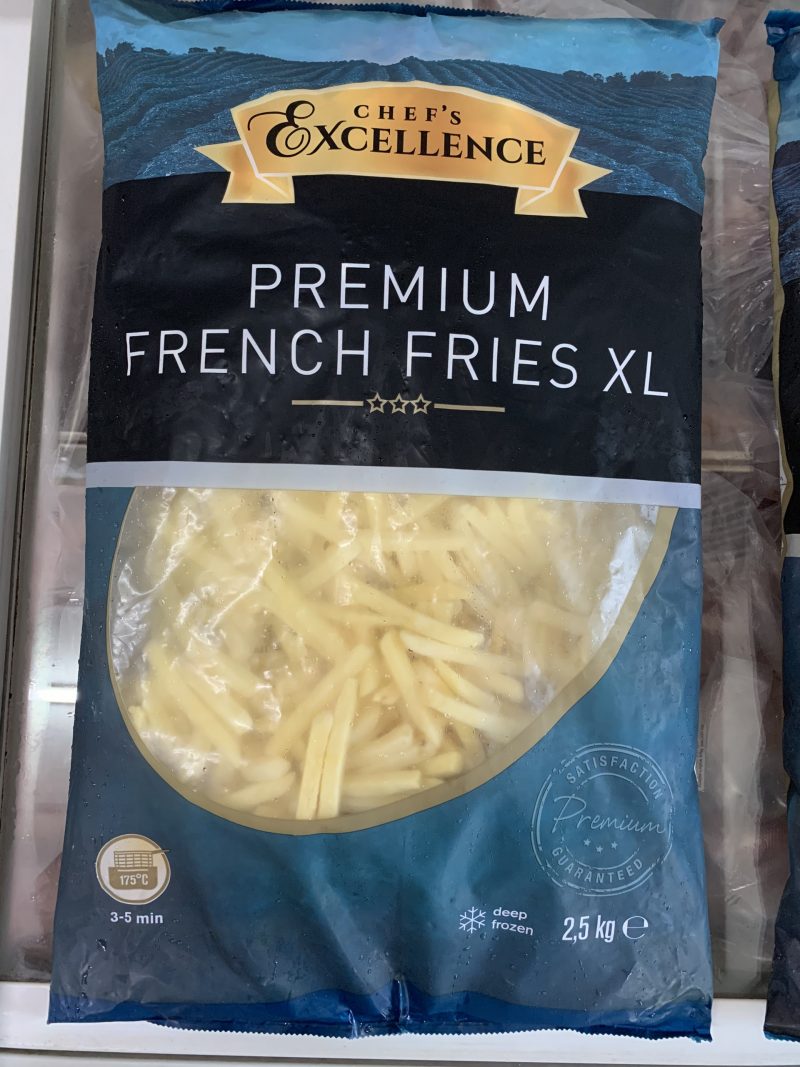 CHEF'S
EXCELLENCE
PREMIUM
FRENCH FRIES XL
SATISFACTION
Premium
GUARANTEED
175°C
3-5 min
deep
frozen
2,5 kg ℮